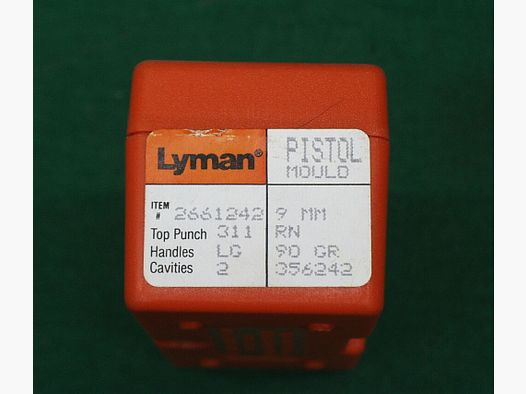 Lyman®
PISTOL
MOULD
ITEM # 2661242 9 MM
Top Punch 311 RN
Handles LG 90 GR
Cavities 2 356242